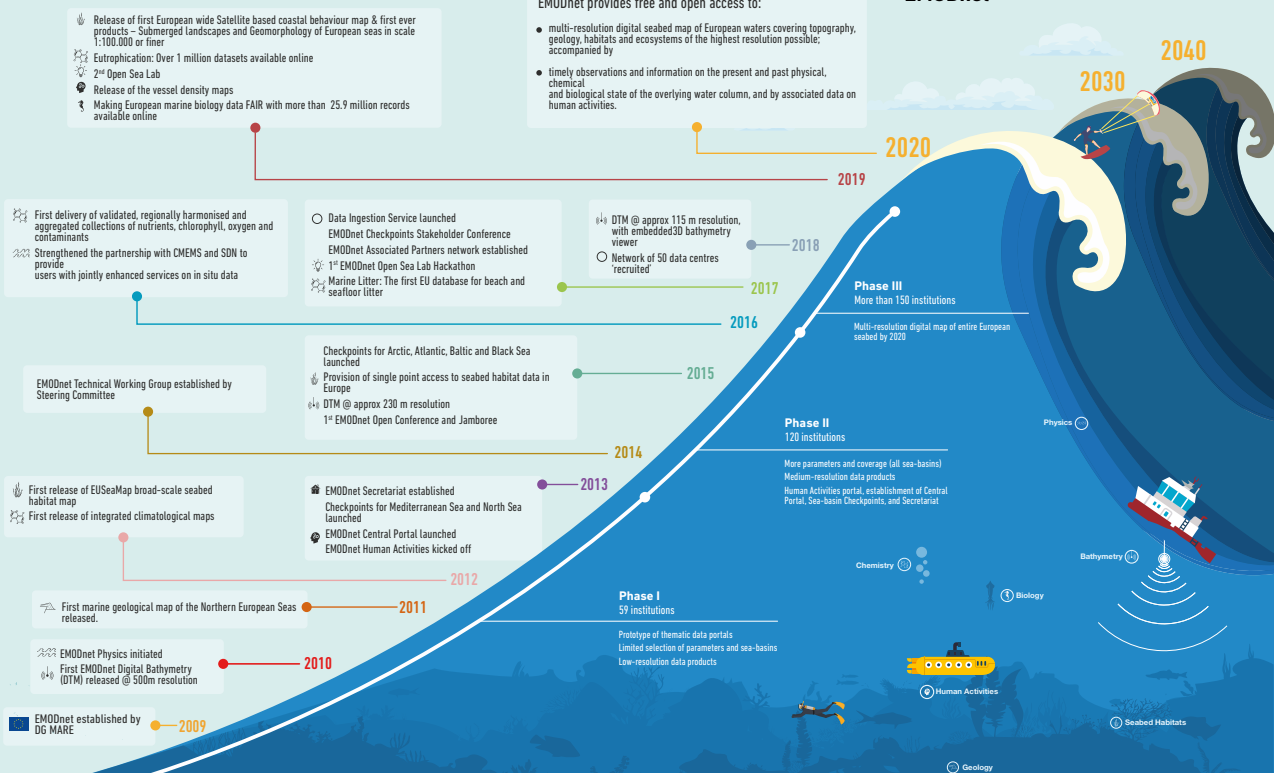 Release of first European wide Satellite based coastal behaviour map & first ever
products – Submerged landscapes and Geomorphology of European seas in scale
1:100.000 or finer
Eutrophication: Over 1 million datasets available online
2nd Open Sea Lab
Release of the vessel density maps
Making European marine biology data FAIR with more than 25.9 million records
available online
2019
EMODnet provides free and open access to:
multi-resolution digital seabed map of European waters covering topography,
geology, habitats and ecosystems of the highest resolution possible;
accompanied by
timely observations and information on the present and past physical,
chemical
and biological state of the overlying water column, and by associated data on
human activities.
2020
2030
2040
First delivery of validated, regionally harmonised and
aggregated collections of nutrients, chlorophyll, oxygen and
contaminants
Strengthened the partnership with CMEMS and SDN to
provide
users with jointly enhanced services on in situ data
2016
Data Ingestion Service launched
EMODnet Checkpoints Stakeholder Conference
EMODnet Associated Partners network established
1st EMODnet Open Sea Lab Hackathon
Marine Litter: The first EU database for beach and
seafloor litter
2017
DTM @ approx 115 m resolution,
with embedded3D bathymetry
viewer
Network of 50 data centres
'recruited'
2018
Phase III
More than 150 institutions
Multi-resolution digital map of entire European
seabed by 2020
Checkpoints for Arctic, Atlantic, Baltic and Black Sea
launched
Provision of single point access to seabed habitat data in
Europe
DTM @ approx 230 m resolution
1st EMODnet Open Conference and Jamboree
2015
EMODnet Technical Working Group established by
Steering Committee
2014
Phase II
120 institutions
More parameters and coverage (all sea-basins)
Medium-resolution data products
Human Activities portal, establishment of Central
Portal, Sea-basin Checkpoints, and Secretariat
Physics
First release of EUSeaMap broad-scale seabed
habitat map
First release of integrated climatological maps
2012
EMODnet Secretariat established
Checkpoints for Mediterranean Sea and North Sea
launched
EMODnet Central Portal launched
EMODnet Human Activities kicked off
2013
Chemistry
Bathymetry
Biology
First marine geological map of the Northern European Seas
released.
2011
Phase I
59 institutions
Prototype of thematic data portals
Limited selection of parameters and sea-basins
Low-resolution data products
EMODnet Physics initiated
First EMODnet Digital Bathymetry
(DTM) released @ 500m resolution
2010
Human Activities
EMODnet established by
DG MARE
2009
Seabed Habitats
Geology